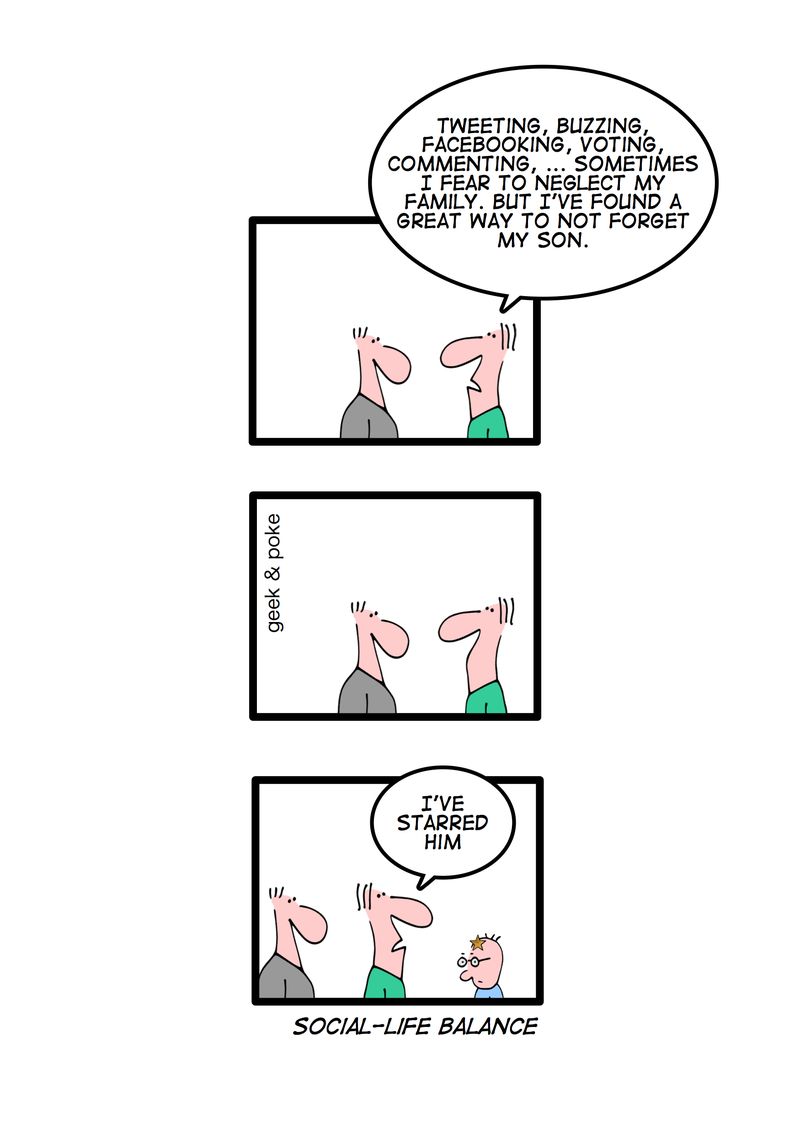 TWEETING, BUZZING,
FACEBOOKING, VOTING,
COMMENTING, ... SOMETIMES
I FEAR TO NEGLECT MY
FAMILY. BUT I'VE FOUND A
GREAT WAY TO NOT FORGET
MY SON.
geek & poke
I'VE
STARRED
HIM
SOCIAL-LIFE BALANCE